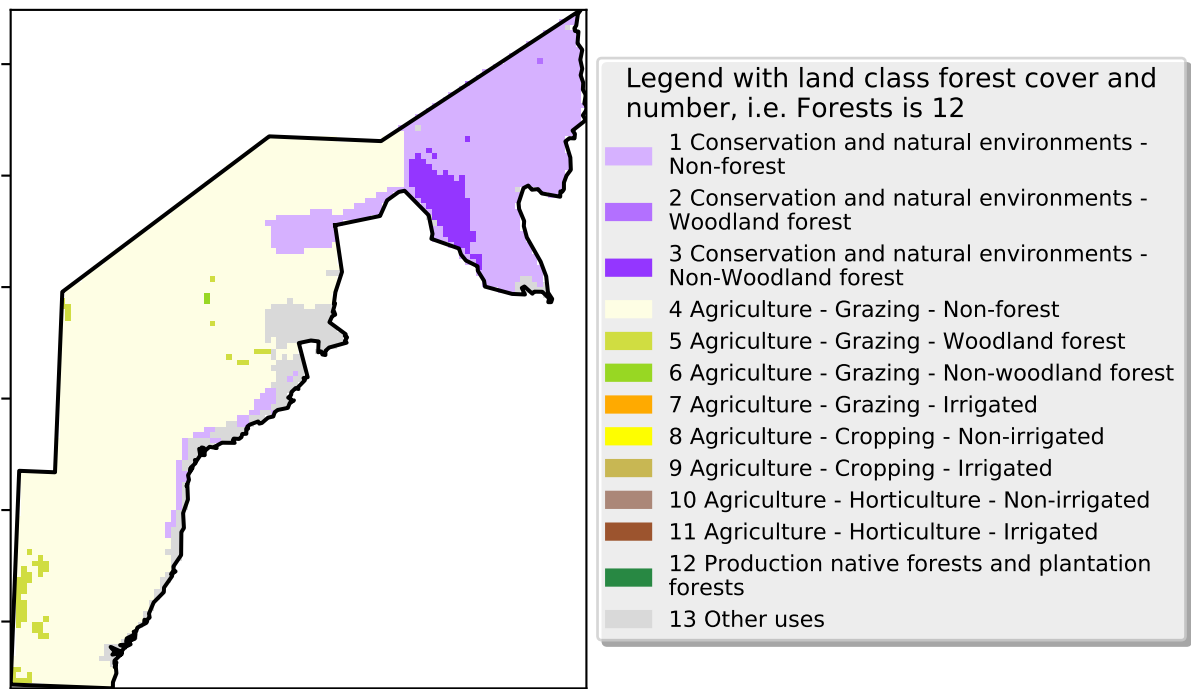 Legend with land class forest cover and
number, i.e. Forests is 12
1 Conservation and natural environments -
Non-forest
2 Conservation and natural environments -
Woodland forest
3 Conservation and natural environments -
Non-Woodland forest
4 Agriculture - Grazing - Non-forest
5 Agriculture - Grazing - Woodland forest
6 Agriculture - Grazing - Non-woodland forest
7 Agriculture - Grazing - Irrigated
8 Agriculture - Cropping - Non-irrigated
9 Agriculture - Cropping - Irrigated
10 Agriculture - Horticulture - Non-irrigated
11 Agriculture - Horticulture - Irrigated
12 Production native forests and plantation
forests
13 Other uses